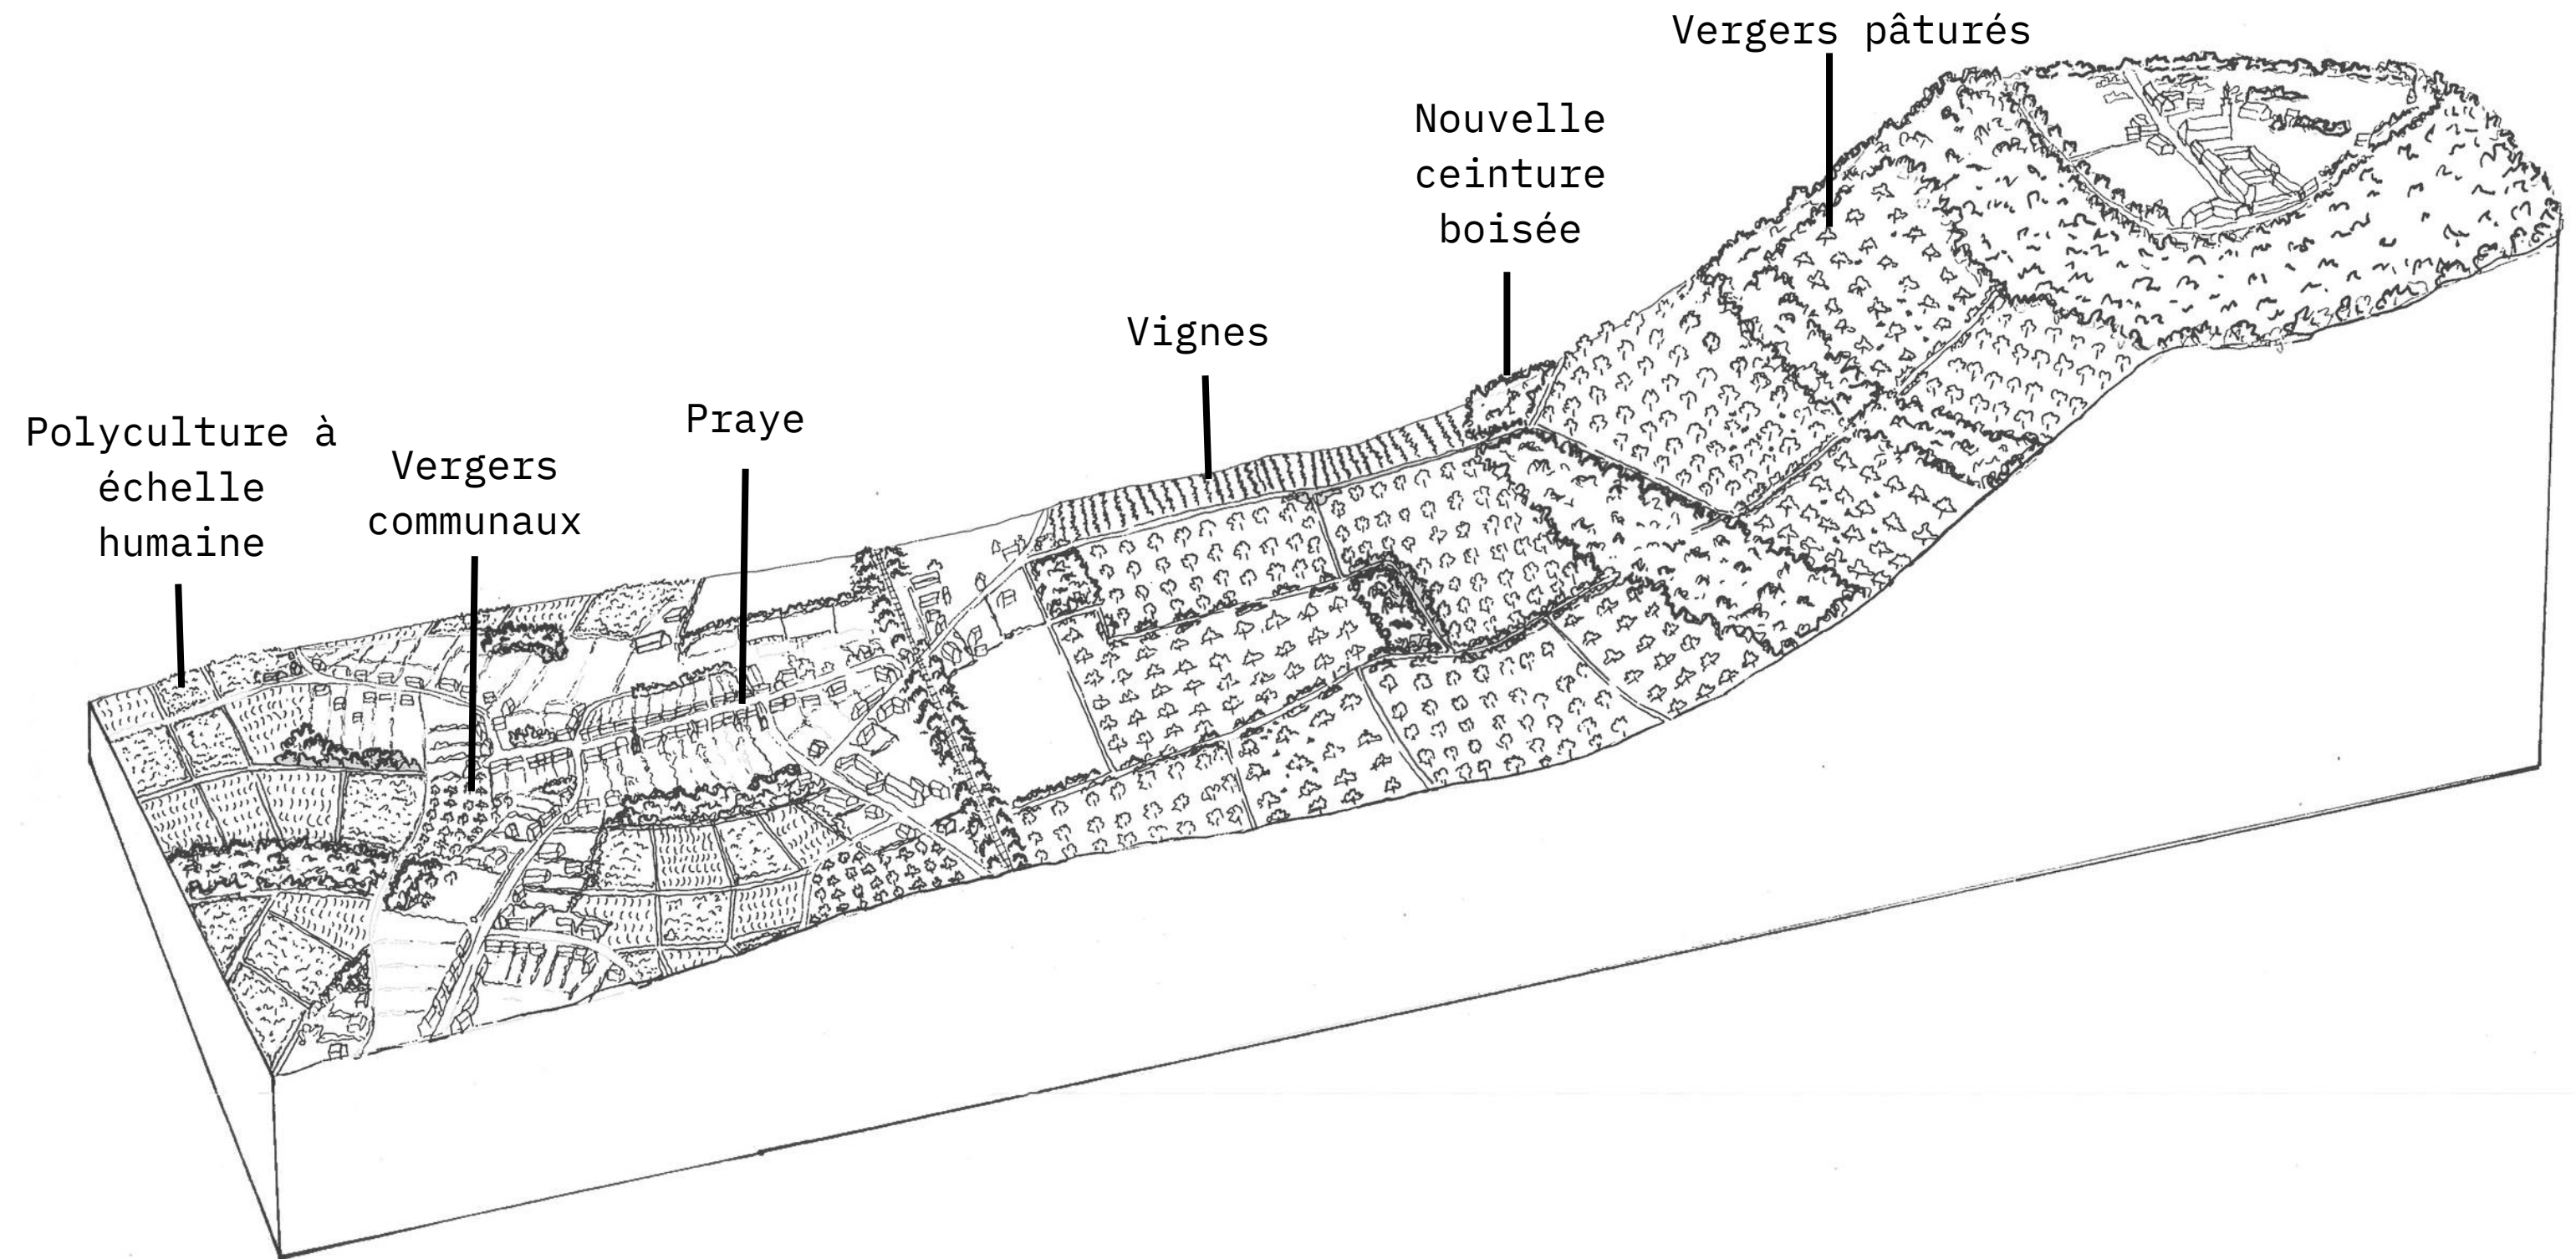 Vergers pâturés
Nouvelle
ceinture
boisée
Vignes
Praye
Polyculture à
échelle
humaine
Vergers
communaux